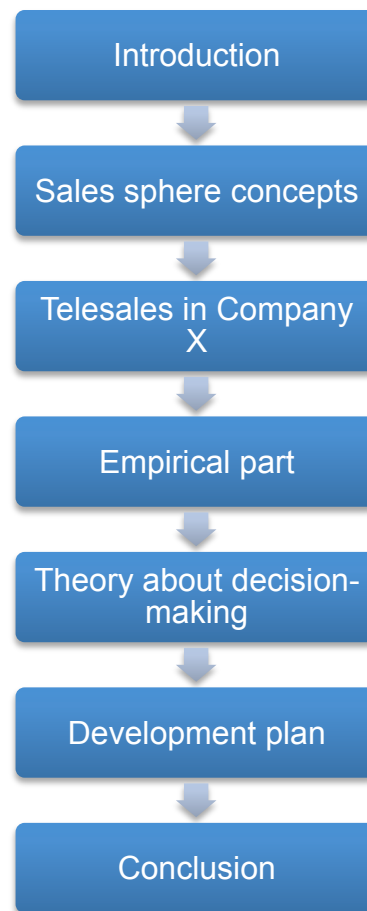 Introduction
Sales sphere concepts
Telesales in Company
X
Empirical part
Theory about decision-
making
Development plan
Conclusion